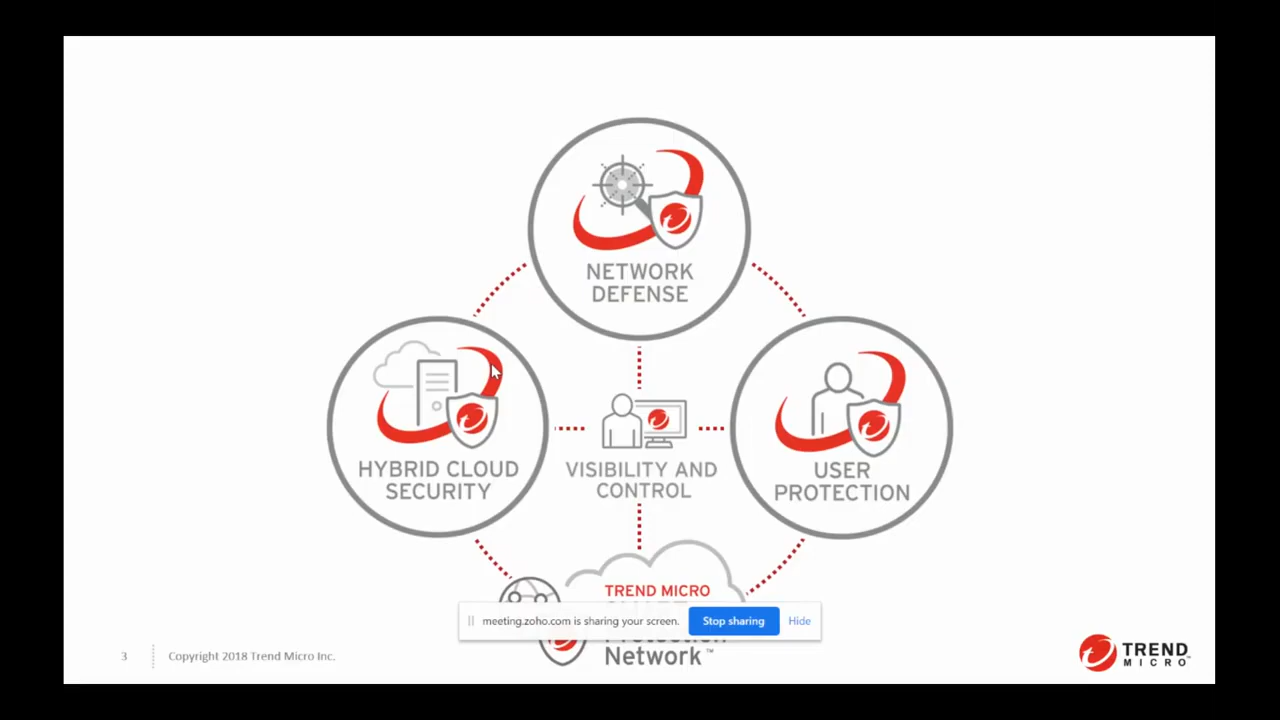 NETWORK
DEFENSE
HYBRID CLOUD
SECURITY
VISIBILITY AND
CONTROL
USER
PROTECTION
TREND MICRO
meeting.zoho.com is sharing your screen.
Stop sharing
Hide
Protection
Network™
3
Copyright 2018 Trend Micro Inc.
TREND
MICRO